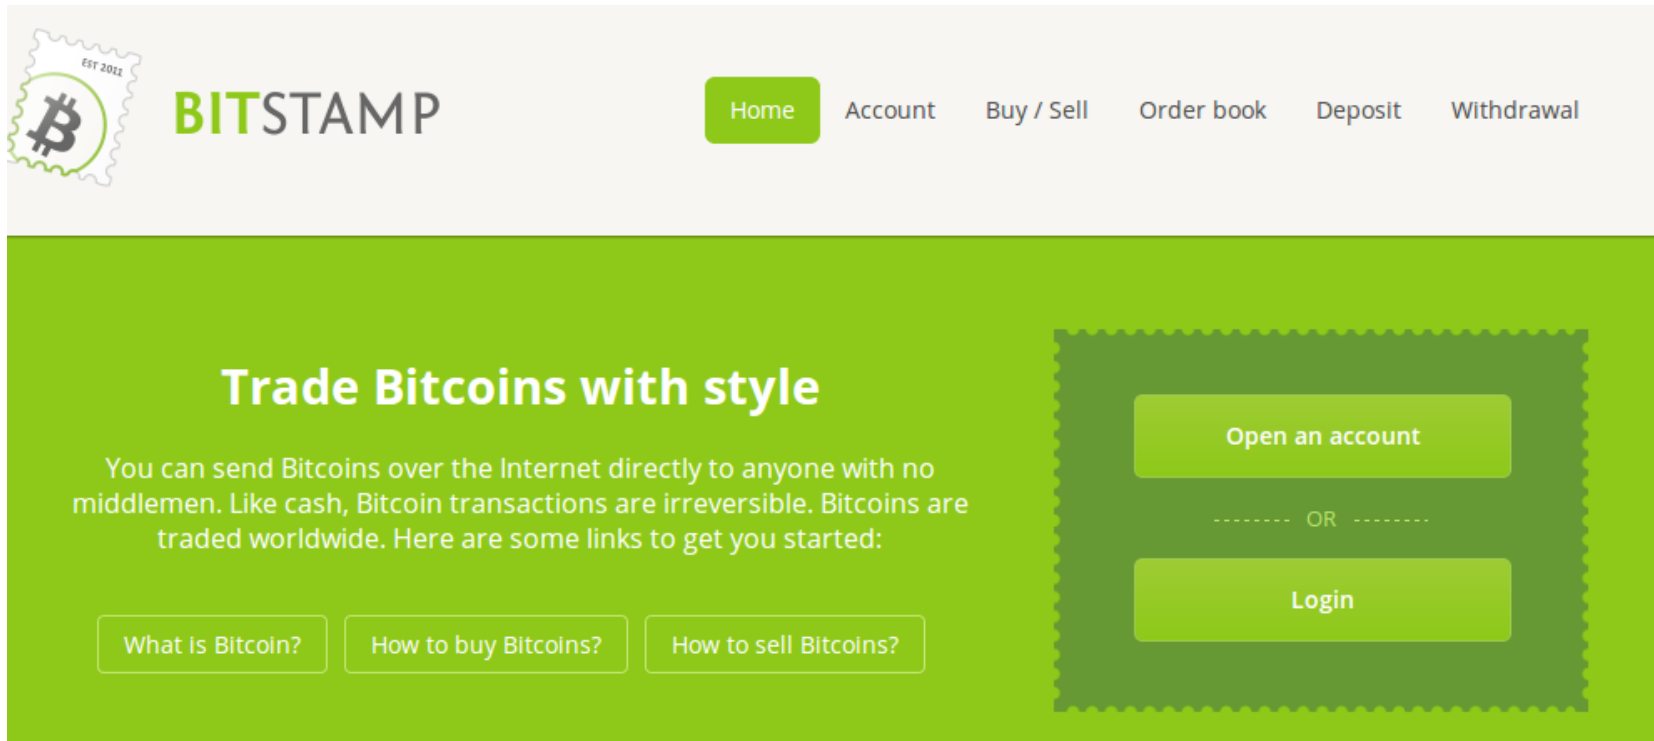 EST 2011
BITSTAMP
Home Account Buy / Sell Order book Deposit Withdrawal
Trade Bitcoins with style
You can send Bitcoins over the Internet directly to anyone with no
middlemen. Like cash, Bitcoin transactions are irreversible. Bitcoins are
traded worldwide. Here are some links to get you started:
What is Bitcoin? How to buy Bitcoins? How to sell Bitcoins?
Open an account
OR
Login